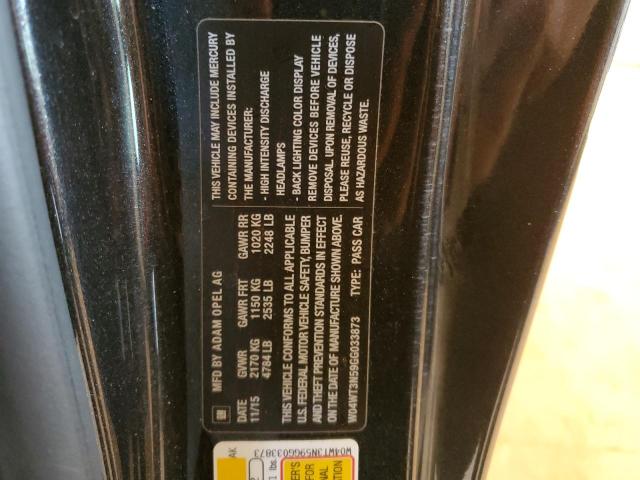 GM
MFD BY ADAM OPEL AG
11/15 GVWR GAWR FRT GAWR RR
2170 KG 1150 KG 1020 KG
4784 LB 2535 LB 2248 LB
THIS VEHICLE CONFORMS TO ALL APPLICABLE
U.S. FEDERAL MOTOR VEHICLE SAFETY, BUMPER
AND THEFT PREVENTION STANDARDS IN EFFECT
ON THE DATE OF MANUFACTURE SHOWN ABOVE.
W04WT3N59GG033873 TYPE: PASS CAR
THIS VEHICLE MAY INCLUDE MERCURY
CONTAINING DEVICES INSTALLED BY
THE MANUFACTURER:
- HIGH INTENSITY DISCHARGE
HEADLAMPS
- BACK LIGHTING COLOR DISPLAY
REMOVE DEVICES BEFORE VEHICLE
DISPOSAL, UPON REMOVAL OF DEVICES,
PLEASE REUSE, RECYCLE OR DISPOSE
AS HAZARDOUS WASTE.
AK
W04WT3N59GG033873
lbs.